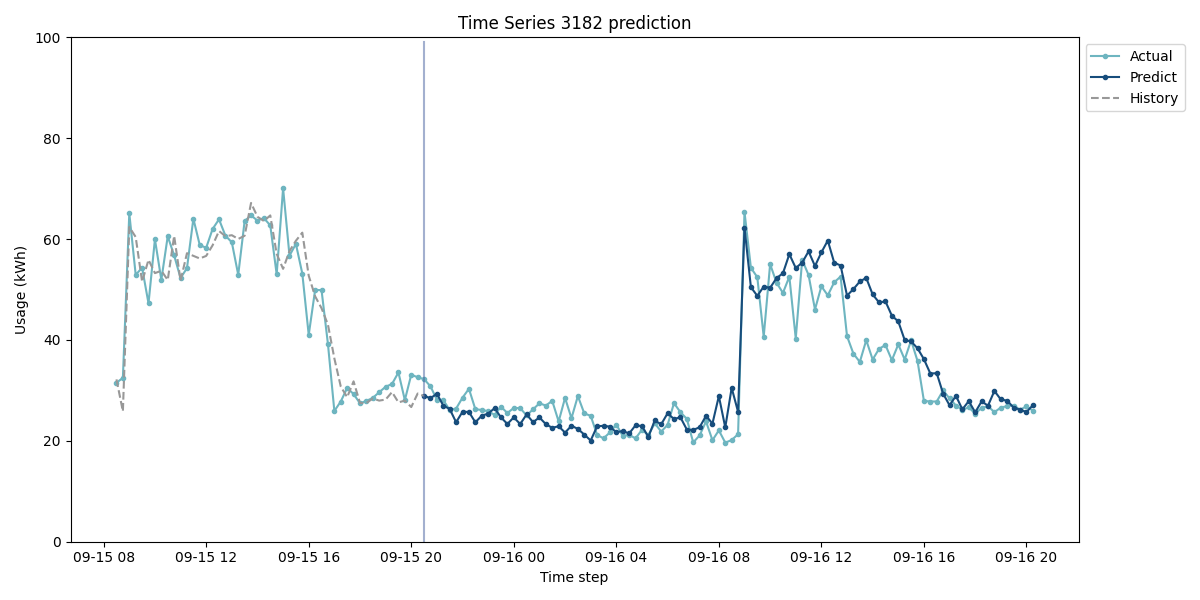 Time Series 3182 prediction
Usage (kWh)
100
80
60
40
20
0
09-15 08
09-15 12
09-15 16
09-15 20
09-16 00
09-16 04
09-16 08
09-16 12
09-16 16
09-16 20
Time step
Actual
Predict
History